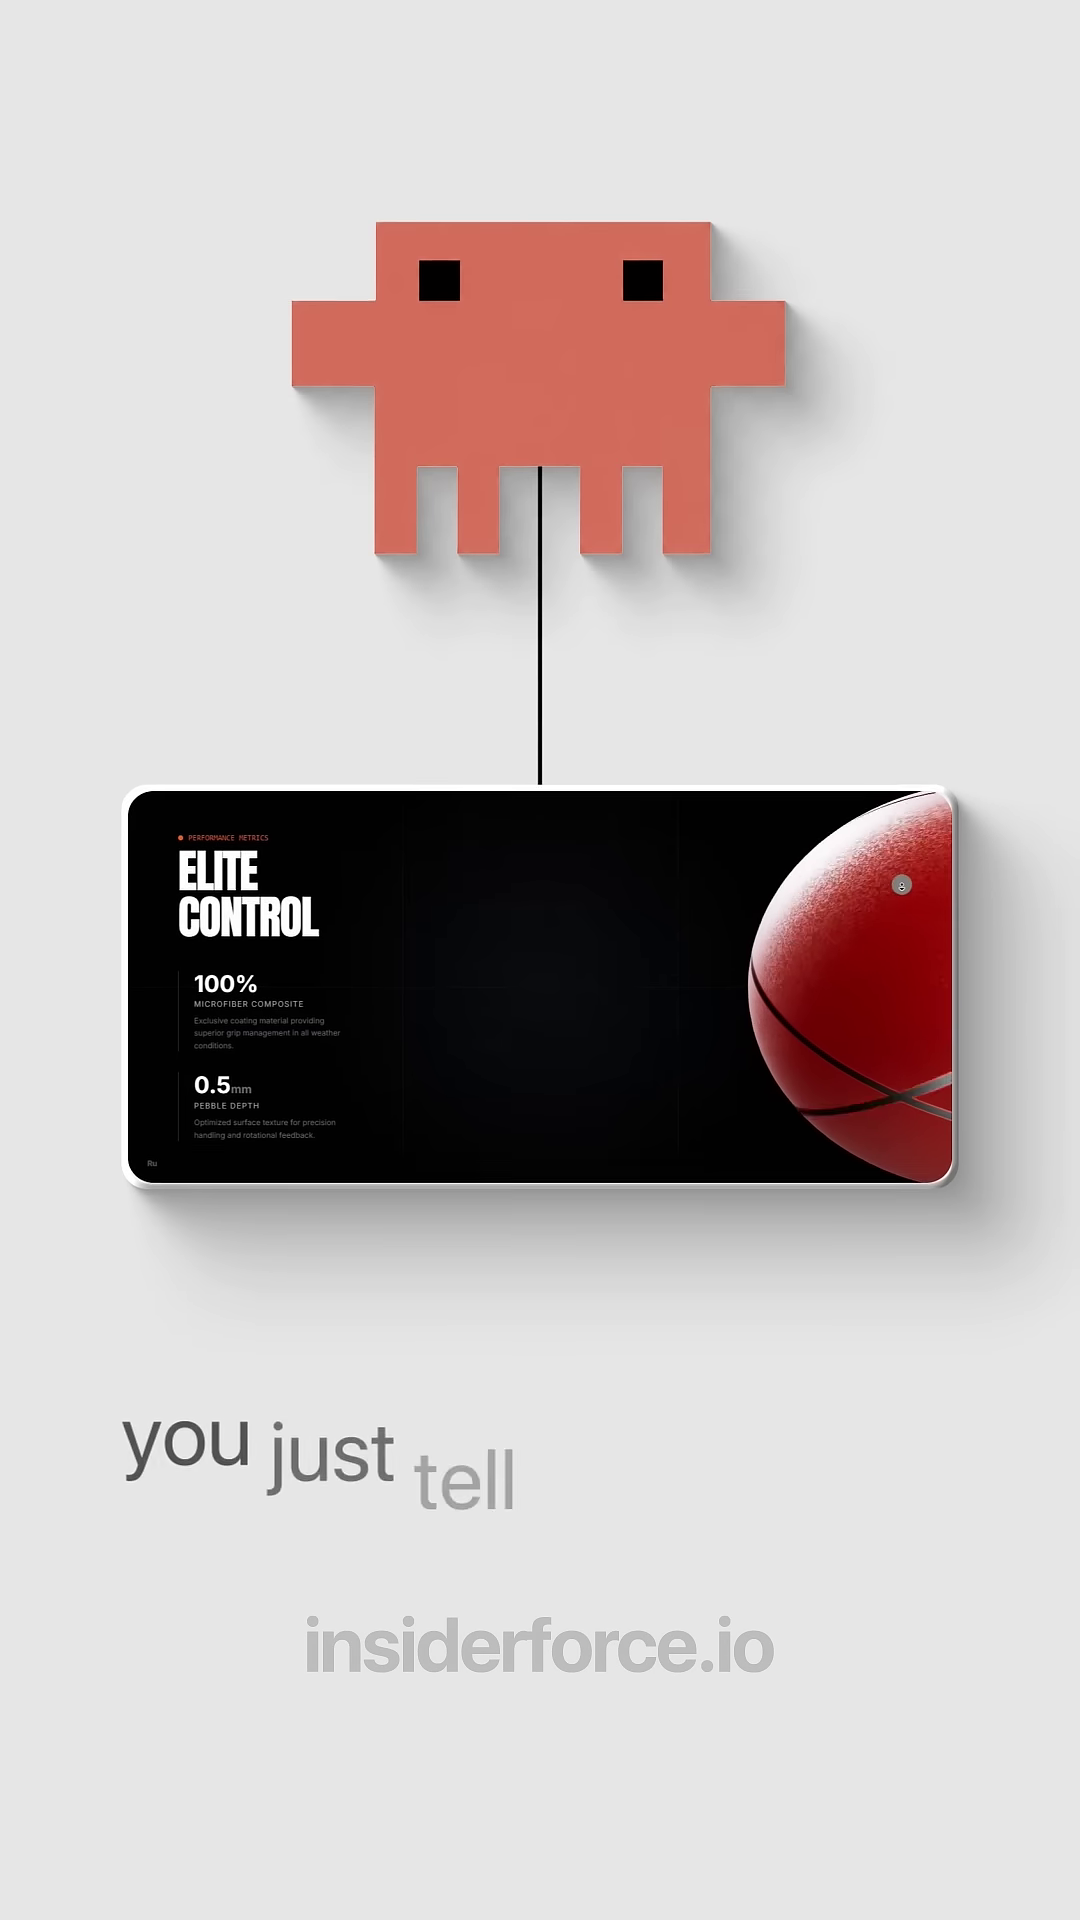 PERFORMANCE METRICS
ELITE
CONTROL
100%
MICROFIBER COMPOSITE
Exclusive coating material providing
superior grip management in all weather
conditions.
0.5mm
PEBBLE DEPTH
Optimized surface texture for precision
handling and rotational feedback.
Ru
you just tell
insiderforce.io